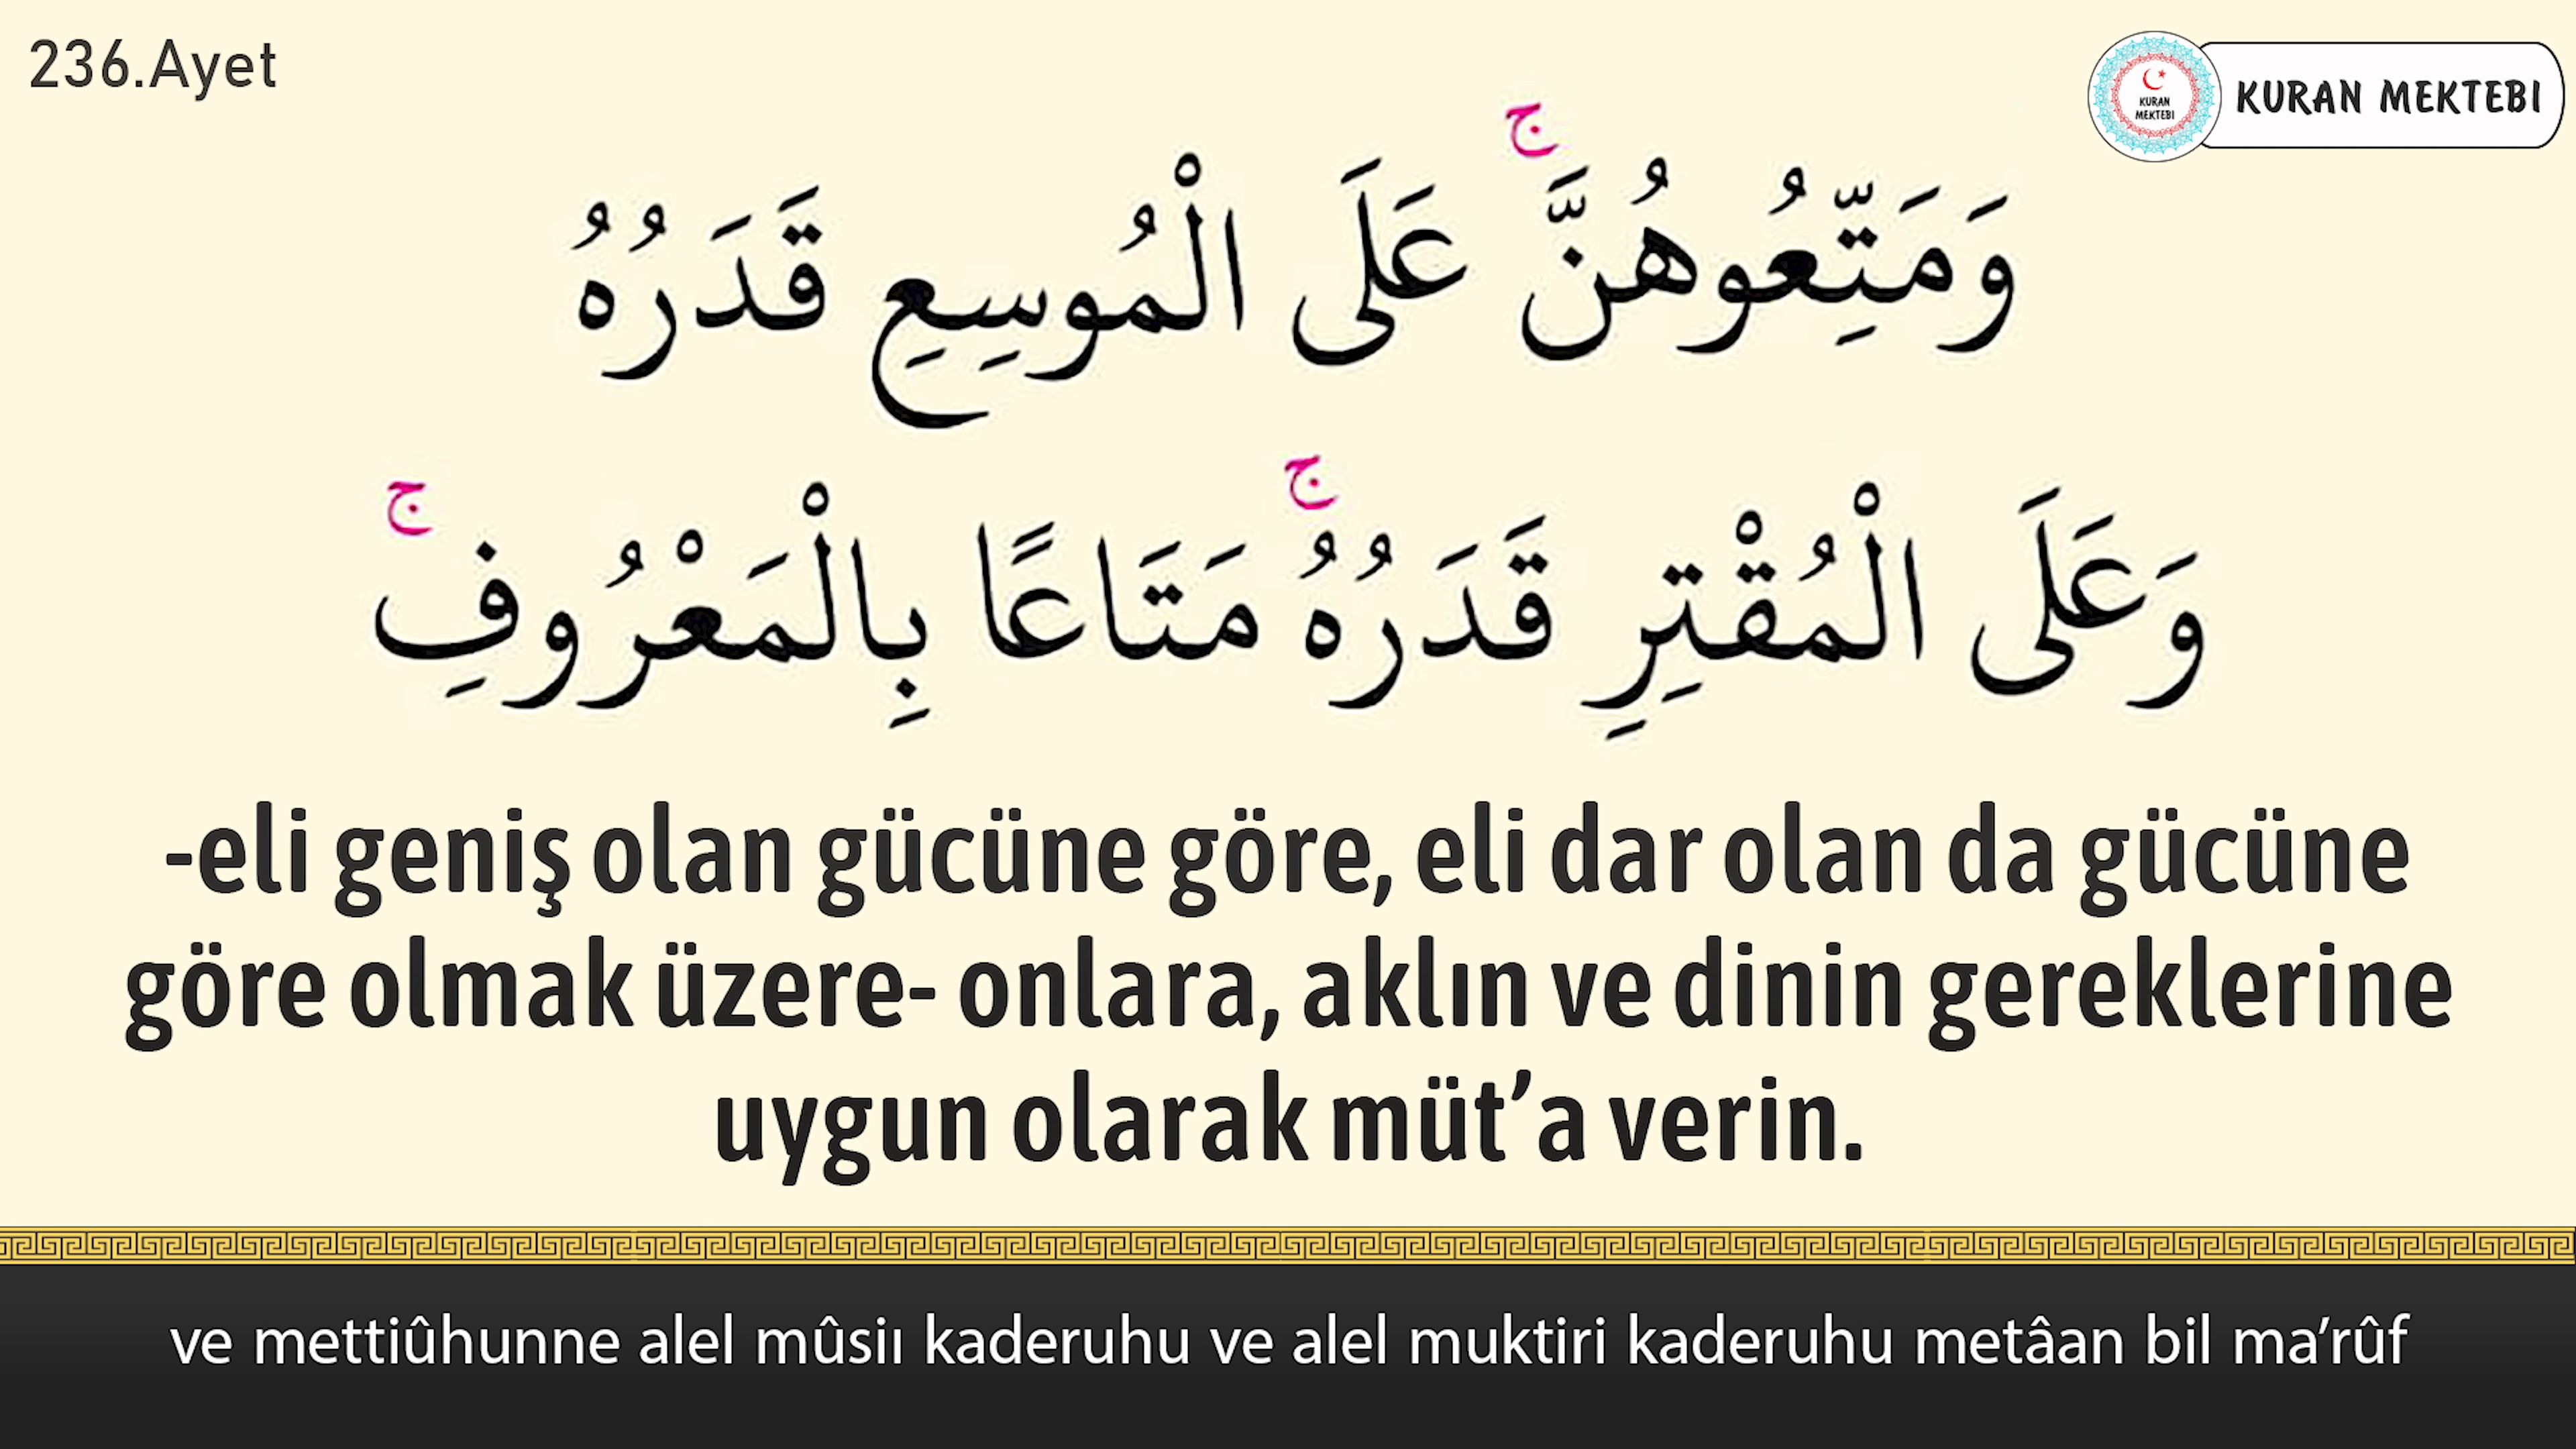 236.Ayet
KURAN MEKTEBI
KURAN
MEKTEBI
وَمَتِّعُوهُنَّۚ عَلَى الْمُوسِعِ قَدَرُهُ
وَعَلَى الْمُقْتِرِ قَدَرُهُۚ مَتَاعًا بِالْمَعْرُوفِۚ
-eli geniş olan gücüne göre, eli dar olan da gücüne
göre olmak üzere- onlara, aklın ve dinin gereklerine
uygun olarak müt’a verin.
ve mettiûhunne alel mûsiı kaderuhu ve alel muktiri kaderuhu metâan bil ma’rûf